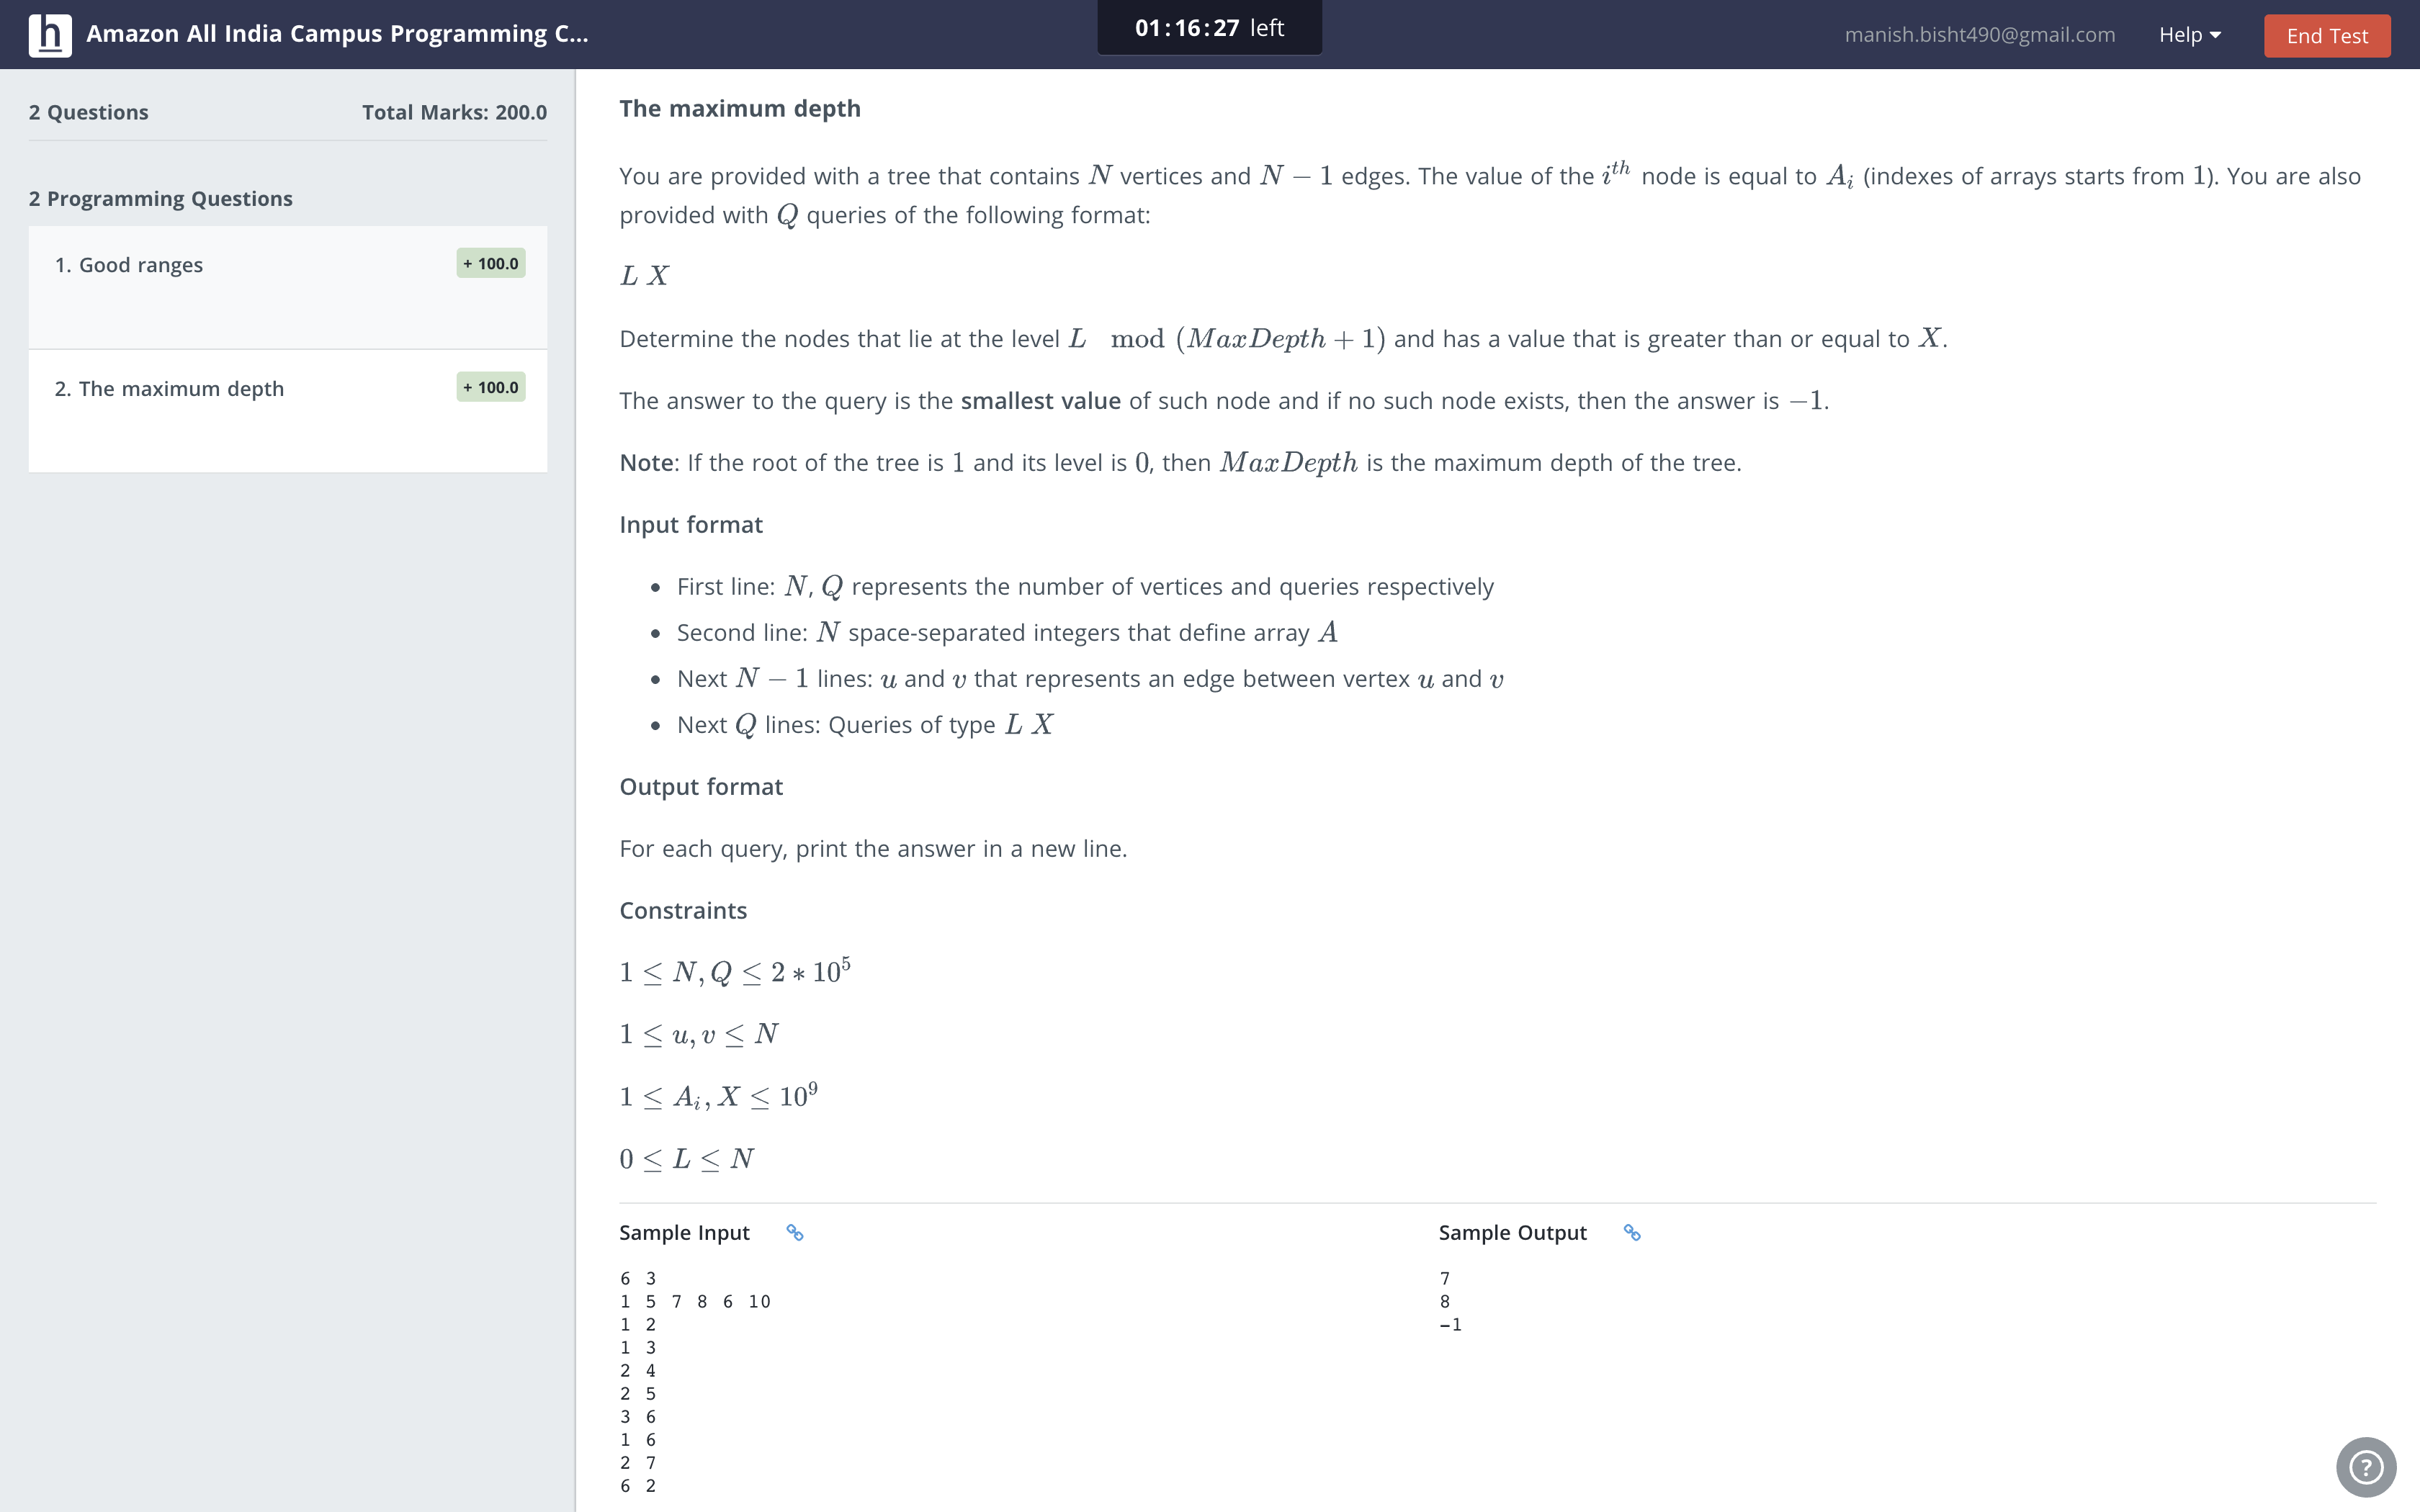 h Amazon All India Campus Programming C...
01:16:27 left
manish.bisht490@gmail.com
Help
End Test
2 Questions
Total Marks: 200.0
2 Programming Questions
1. Good ranges
+ 100.0
2. The maximum depth
+ 100.0
The maximum depth
You are provided with a tree that contains N vertices and N − 1 edges. The value of the i^th node is equal to A_i (indexes of arrays starts from 1). You are also
provided with Q queries of the following format:
L X
Determine the nodes that lie at the level L mod (MaxDepth + 1) and has a value that is greater than or equal to X.
The answer to the query is the smallest value of such node and if no such node exists, then the answer is −1.
Note: If the root of the tree is 1 and its level is 0, then MaxDepth is the maximum depth of the tree.
Input format
• First line: N, Q represents the number of vertices and queries respectively
• Second line: N space-separated integers that define array A
• Next N − 1 lines: u and v that represents an edge between vertex u and v
• Next Q lines: Queries of type L X
Output format
For each query, print the answer in a new line.
Constraints
1 ≤ N, Q ≤ 2 * 10^5
1 ≤ u, v ≤ N
1 ≤ A_i, X ≤ 10^9
0 ≤ L ≤ N
Sample Input
6 3
1 5 7 8 6 10
1 2
1 3
2 4
2 5
3 6
1 6
2 7
6 2
Sample Output
7
8
-1
?